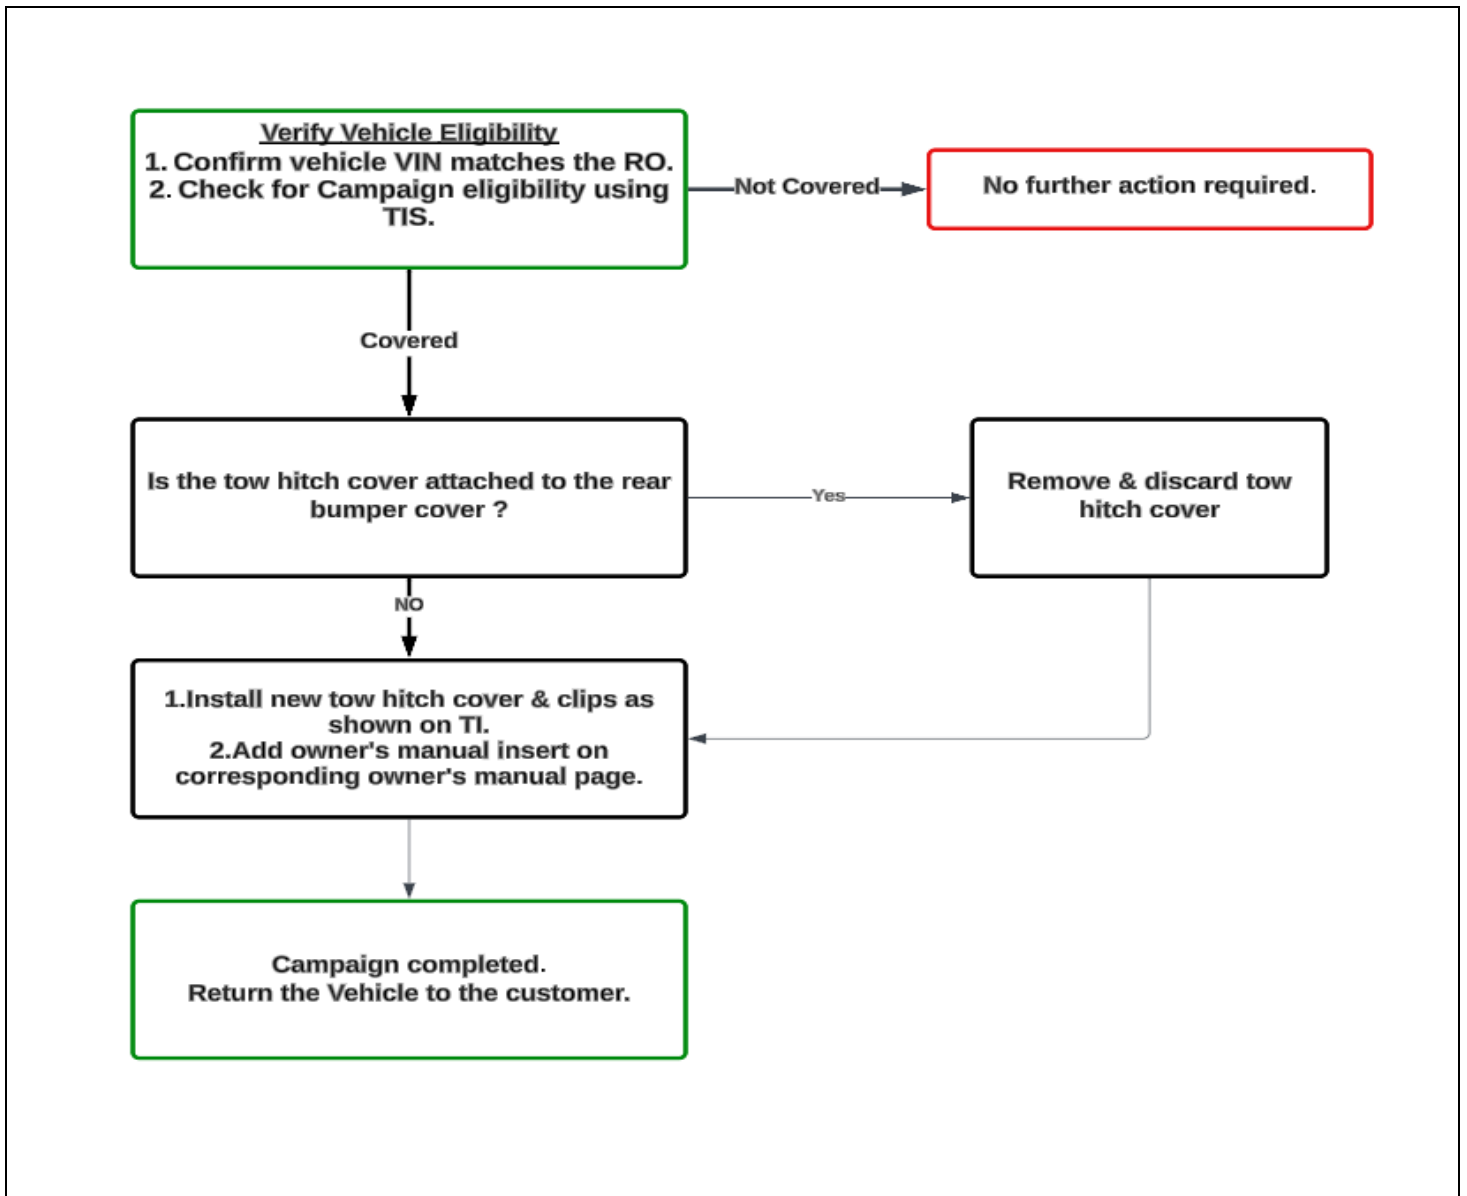 Verify Vehicle Eligibility
1. Confirm vehicle VIN matches the RO.
2. Check for Campaign eligibility using
TIS.
Not Covered
No further action required.
Covered
Is the tow hitch cover attached to the rear
bumper cover ?
Yes
Remove & discard tow
hitch cover
NO
1.Install new tow hitch cover & clips as
shown on TI.
2.Add owner's manual insert on
corresponding owner's manual page.
Campaign completed.
Return the Vehicle to the customer.